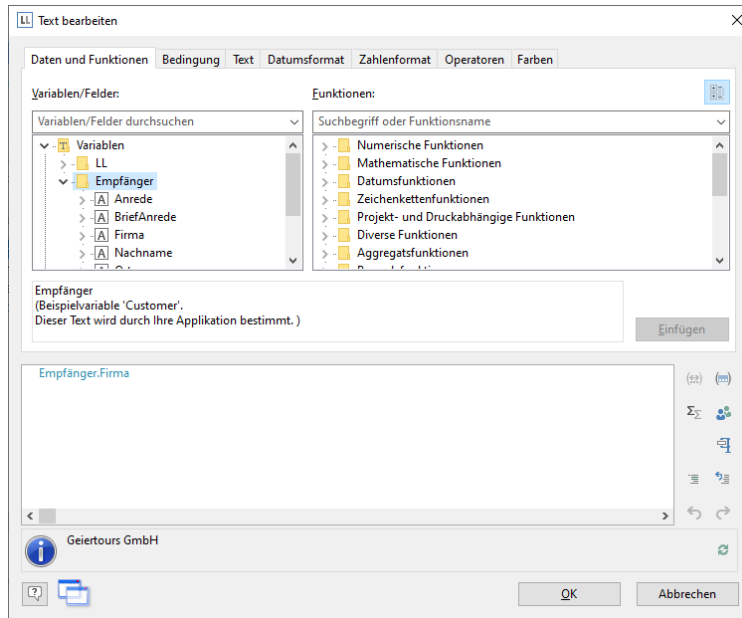 LL Text bearbeiten
Daten und Funktionen Bedingung Text Datumsformat Zahlenformat Operatoren Farben
Variablen/Felder: Funktionen:
Variablen/Felder durchsuchen Suchbegriff oder Funktionsname
T Variablen Numerische Funktionen
LL Mathematische Funktionen
Empfänger Datumsfunktionen
A Anrede Zeichenkettenfunktionen
A BriefAnrede Projekt- und Druckabhängige Funktionen
A Firma Diverse Funktionen
A Nachname Aggregatsfunktionen
Empfänger
(Beispielvariable 'Customer'.
Dieser Text wird durch Ihre Applikation bestimmt. )
Einfügen
Empfänger.Firma
Geiertours GmbH
OK Abbrechen